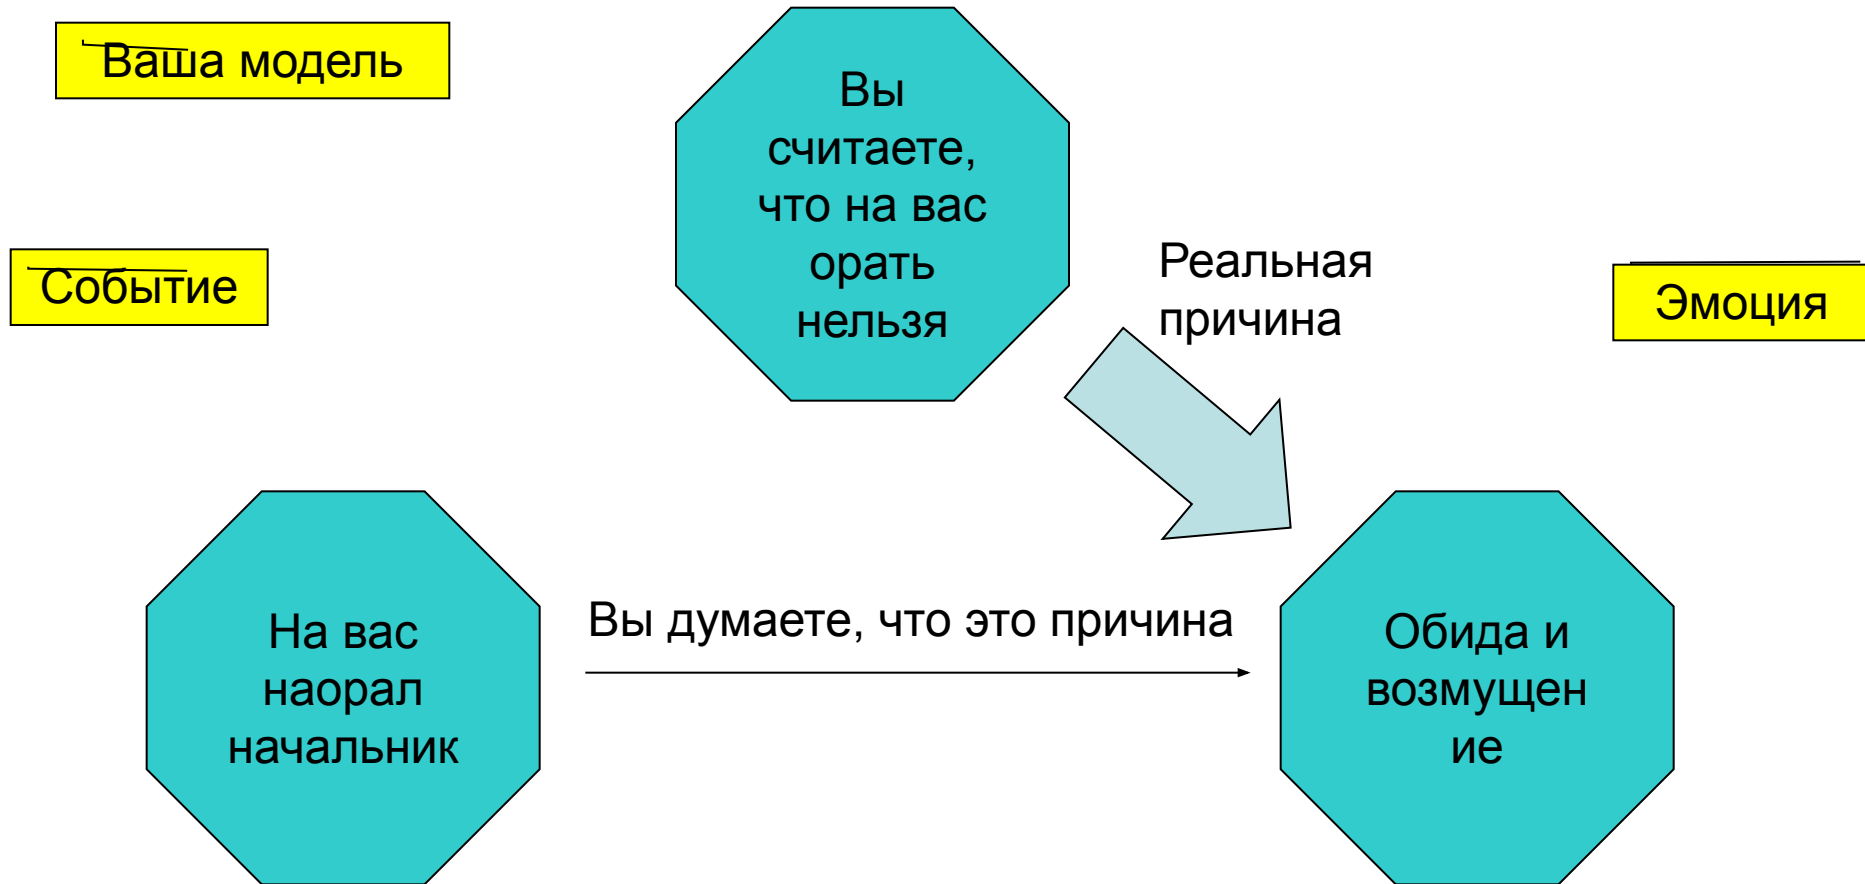 Ваша модель
Вы
считаете,
что на вас
орать
нельзя
Событие
Реальная
причина
Эмоция
На вас
наорал
начальник
Вы думаете, что это причина
Обида и
возмущен
ие